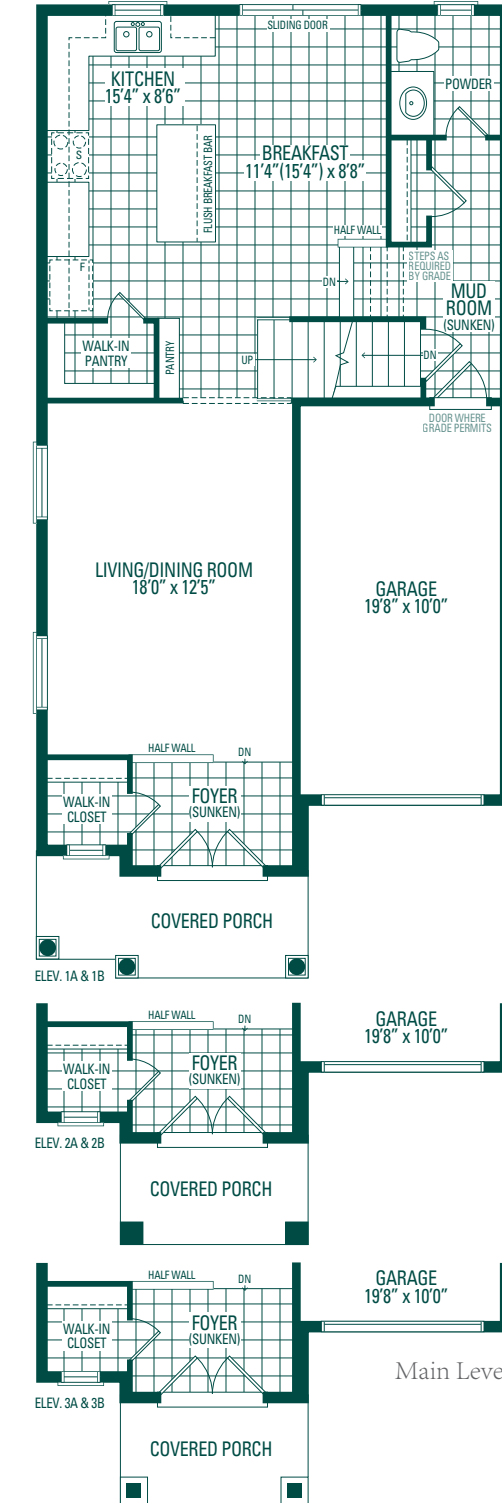 SLIDING DOOR
KITCHEN
15'4" x 8'6"
POWDER
S
FLUSH BREAKFAST BAR
BREAKFAST
11'4"(15'4") x 8'8"
HALF WALL
STEPS AS
REQUIRED
BY GRADE
F
DN
MUD
ROOM
(SUNKEN)
WALK-IN
PANTRY
PANTRY
UP
DN
DOOR WHERE
GRADE PERMITS
LIVING/DINING ROOM
18'0" x 12'5"
GARAGE
19'8" x 10'0"
HALF WALL
DN
WALK-IN
CLOSET
FOYER
(SUNKEN)
COVERED PORCH
ELEV. 1A & 1B
HALF WALL
DN
GARAGE
19'8" x 10'0"
WALK-IN
CLOSET
FOYER
(SUNKEN)
ELEV. 2A & 2B
COVERED PORCH
HALF WALL
DN
GARAGE
19'8" x 10'0"
WALK-IN
CLOSET
FOYER
(SUNKEN)
Main Leve
ELEV. 3A & 3B
COVERED PORCH